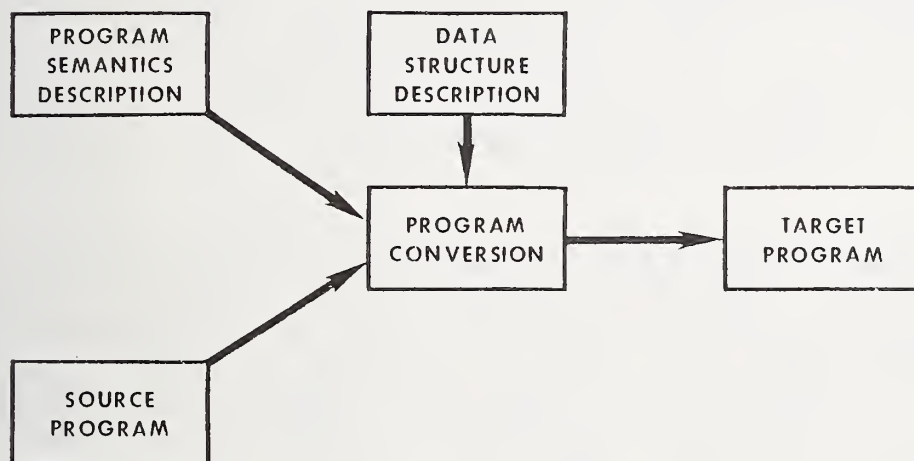 PROGRAM
SEMANTICS
DESCRIPTION
DATA
STRUCTURE
DESCRIPTION
PROGRAM
CONVERSION
TARGET
PROGRAM
SOURCE
PROGRAM